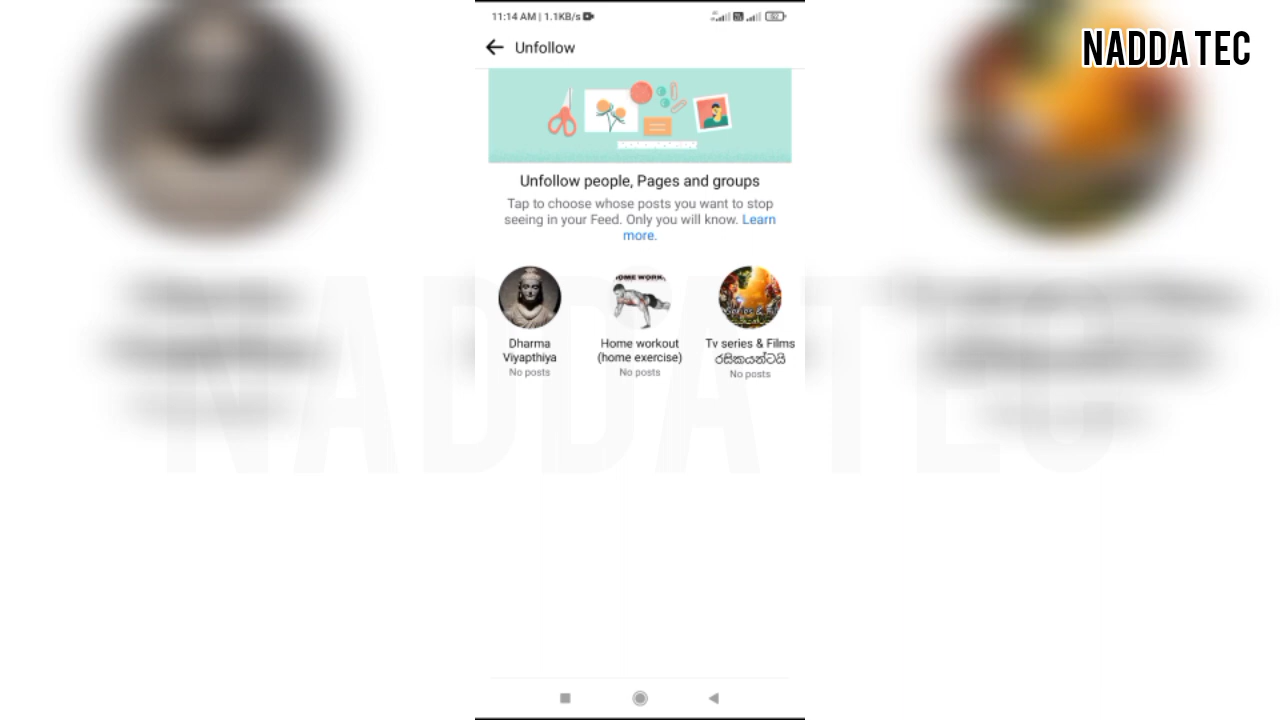 NADDA TEC
11:14 AM | 1.1KB/s
Unfollow
Unfollow people, Pages and groups
Tap to choose whose posts you want to stop
seeing in your Feed. Only you will know. Learn
more.
Dharma
Viyapthiya
No posts
Home workout
(home exercise)
No posts
Tv series & Films
රසිකයන්ටයි
No posts
NADDA TEC